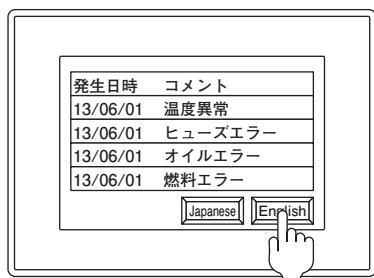 発生日時 コメント
13/06/01 温度異常
13/06/01 ヒューズエラー
13/06/01 オイルエラー
13/06/01 燃料エラー
Japanese English